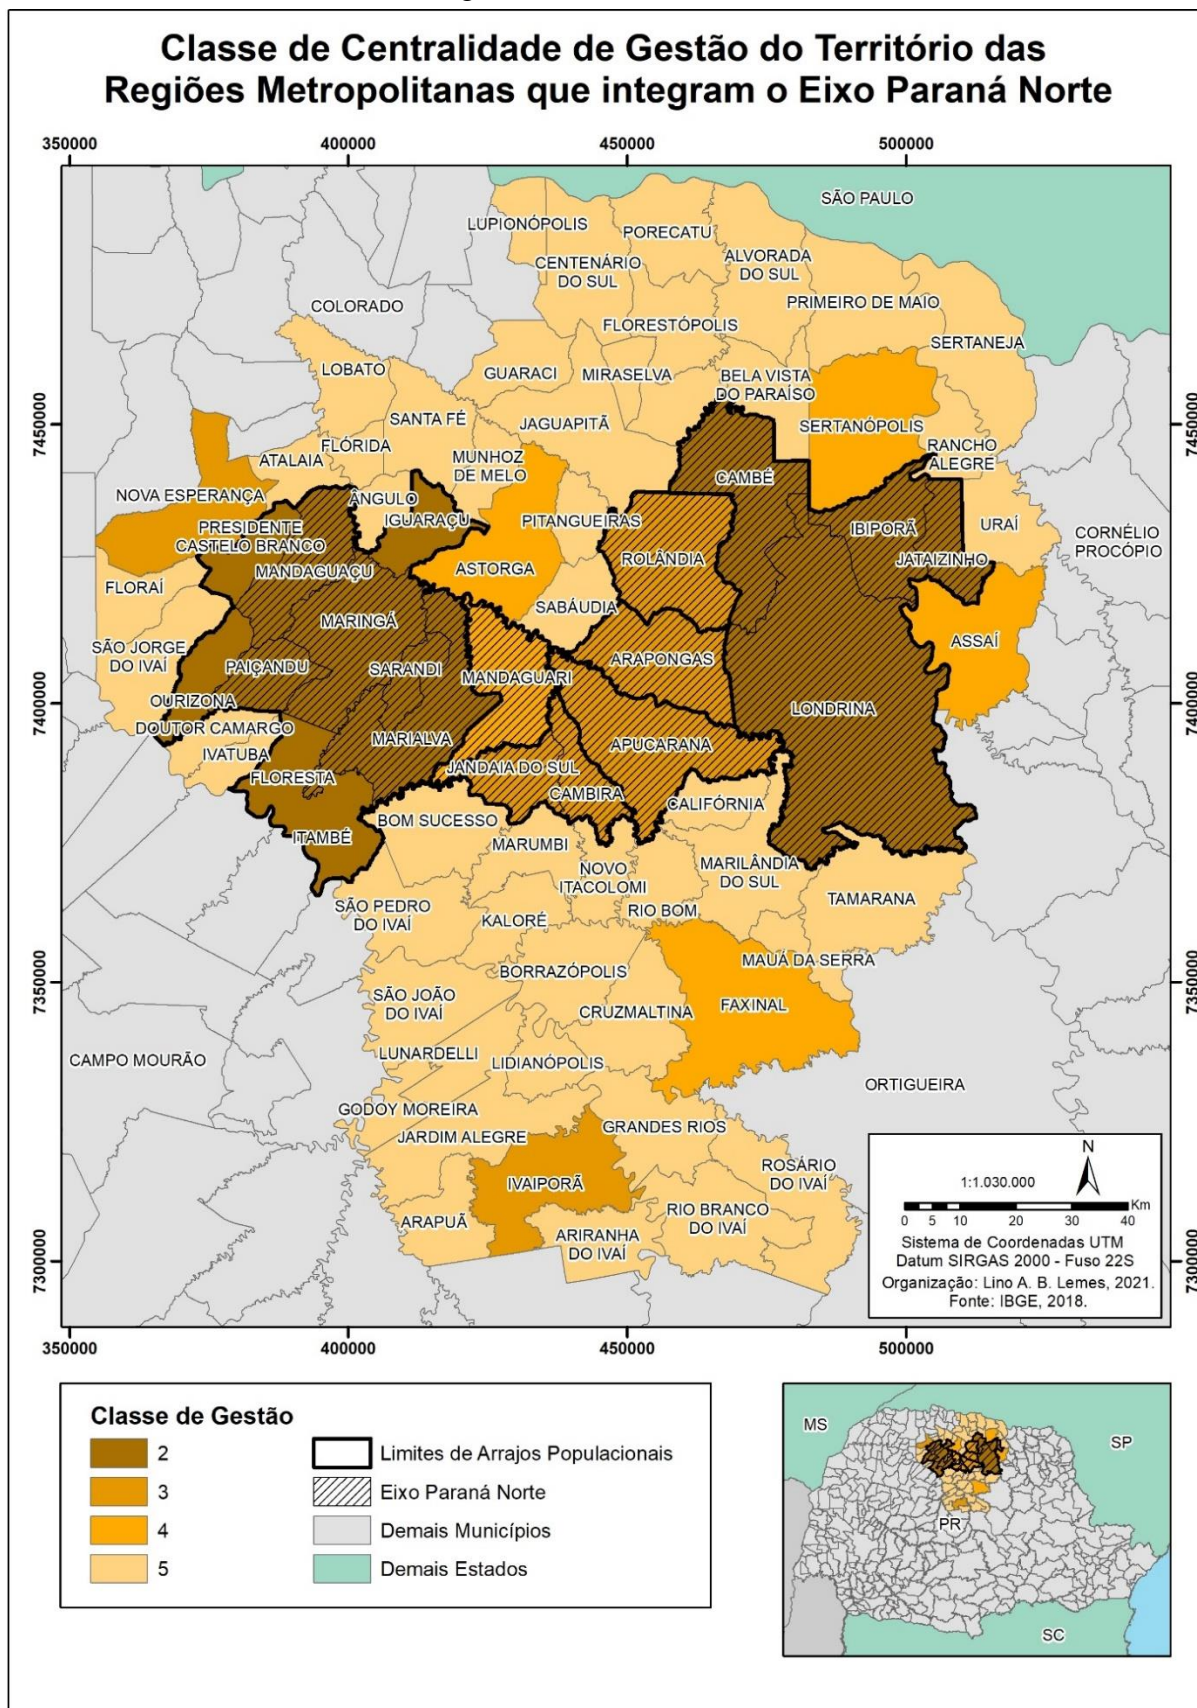 Classe de Centralidade de Gestão do Território das
Regiões Metropolitanas que integram o Eixo Paraná Norte
350000
400000
450000
500000
SÃO PAULO
LUPIONÓPOLIS
PORECATU
CENTENÁRIO
DO SUL
ALVORADA
DO SUL
COLORADO
PRIMEIRO DE MAIO
FLORESTÓPOLIS
SERTANEJA
LOBATO
GUARACI
MIRASELVA
BELA VISTA
DO PARAÍSO
7450000
7450000
SANTA FÉ
JAGUAPITÃ
SERTANÓPOLIS
FLÓRIDA
ATALAIA
MUNHOZ
DE MELO
RANCHO
ALEGRE
CAMBÉ
NOVA ESPERANÇA
ÂNGULO
IGUARAÇU
PITANGUEIRAS
IBIPORÃ
URAÍ
PRESIDENTE
CASTELO BRANCO
CORNÉLIO
PROCÓPIO
ROLÂNDIA
JATAIZINHO
MANDAGUAÇU
ASTORGA
FLORAÍ
SABÁUDIA
MARINGÁ
ASSAÍ
SÃO JORGE
DO IVAÍ
PAIÇANDU
SARANDI
MANDAGUARI
ARAPONGAS
OURIZONA
LONDRINA
7400000
7400000
DOUTOR CAMARGO
MARIALVA
APUCARANA
IVATUBA
FLORESTA
JANDAIA DO SUL
CAMBIRA
CALIFÓRNIA
BOM SUCESSO
ITAMBÉ
MARUMBI
NOVO
ITACOLOMI
MARILÂNDIA
DO SUL
TAMARANA
SÃO PEDRO
DO IVAÍ
KALORÉ
RIO BOM
MAUÁ DA SERRA
BORRAZÓPOLIS
7350000
7350000
SÃO JOÃO
DO IVAÍ
CRUZMALTINA
FAXINAL
LUNARDELLI
LIDIANÓPOLIS
CAMPO MOURÃO
ORTIGUEIRA
GODOY MOREIRA
GRANDES RIOS
JARDIM ALEGRE
ROSÁRIO
DO IVAÍ
IVAIPORÃ
RIO BRANCO
DO IVAÍ
ARAPUÃ
ARIRANHA
DO IVAÍ
7300000
7300000
N
1:1.030.000
Km
0 5 10 20 30 40
Sistema de Coordenadas UTM
Datum SIRGAS 2000 - Fuso 22S
Organização: Lino A. B. Lemes, 2021.
Fonte: IBGE, 2018.
350000
400000
450000
500000
Classe de Gestão
2
3
4
5
Limites de Arrajos Populacionais
Eixo Paraná Norte
Demais Municípios
Demais Estados
MS
SP
PR
SC